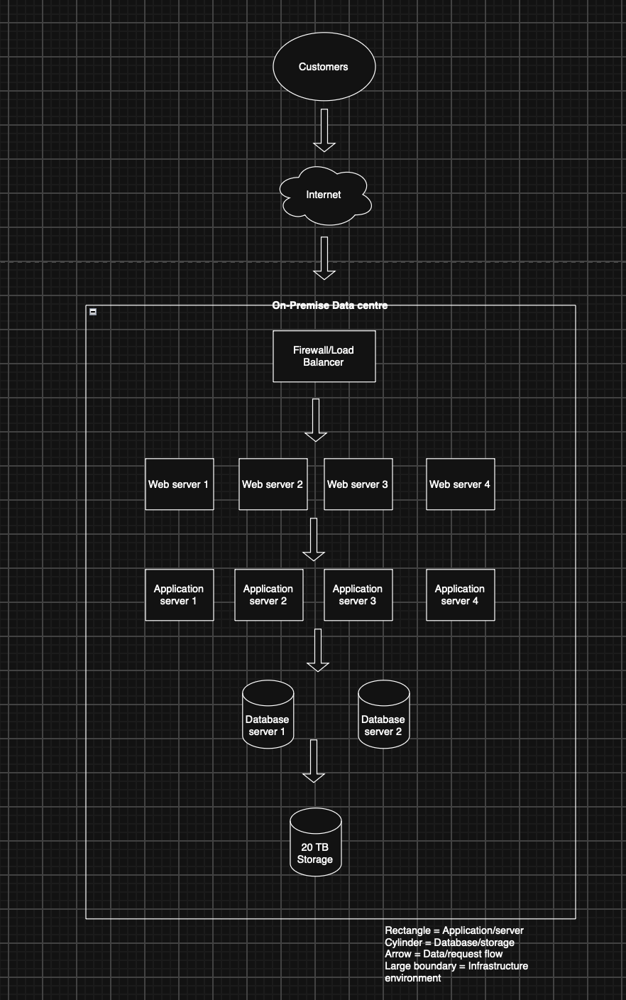 Customers
Internet
On-Premise Data centre
Firewall/Load
Balancer
Web server 1
Web server 2
Web server 3
Web server 4
Application
server 1
Application
server 2
Application
server 3
Application
server 4
Database
server 1
Database
server 2
20 TB
Storage
Rectangle = Application/server
Cylinder = Database/storage
Arrow = Data/request flow
Large boundary = Infrastructure
environment